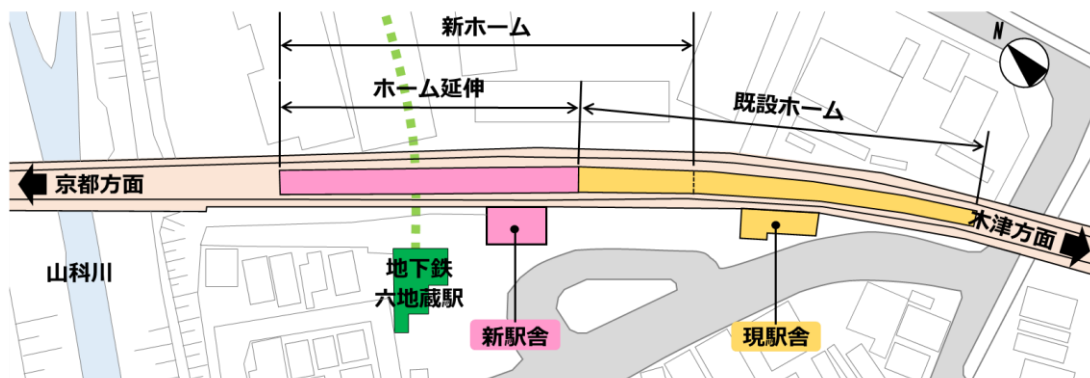 新ホーム
N
ホーム延伸
既設ホーム
京都方面
木津方面
山科川
地下鉄
六地蔵駅
新駅舎
現駅舎